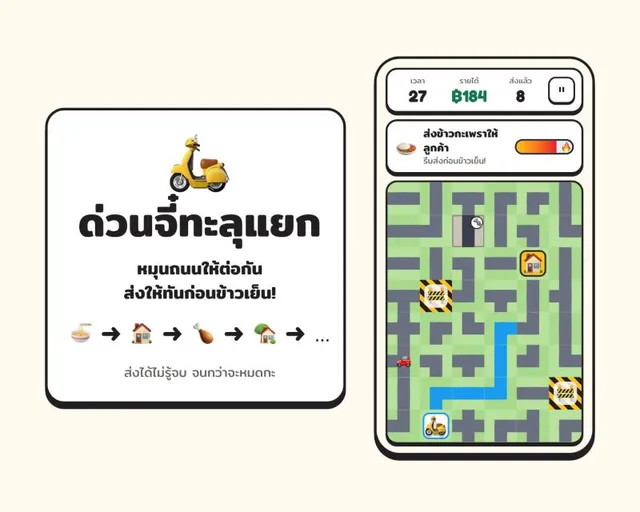 ด่วนจี๋ทะลุแยก
หมุนถนนให้ต่อกัน
ส่งให้ทันก่อนข้าวเย็น!
...
ส่งได้ไม่รู้จบ จนกว่าจะหมดกะ
เวลา รายได้ ส่งแล้ว
27 ฿184 8
ส่งข้าวกะเพราให้
ลูกค้า
รีบส่งก่อนข้าวเย็น!